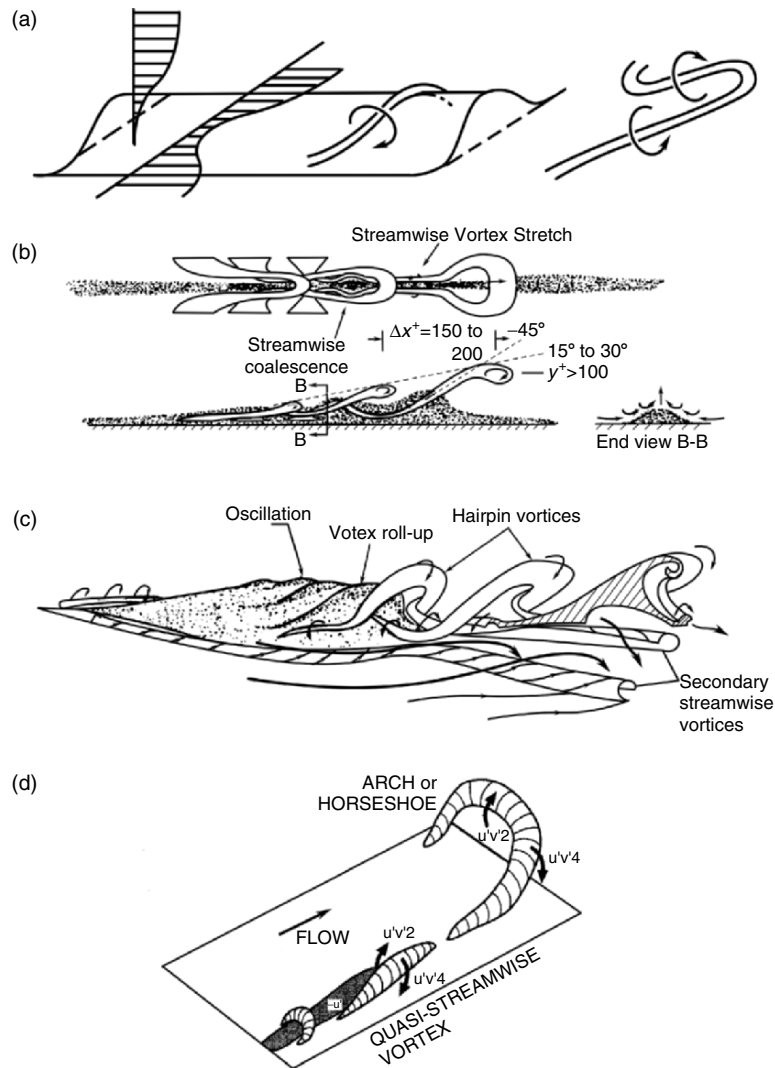 (a)
(b)
Streamwise Vortex Stretch
Streamwise
coalescence
Δx⁺=150 to
200
–45°
15° to 30°
y⁺>100
B
B
End view B-B
(c)
Oscillation
Votex roll-up
Hairpin vortices
Secondary
streamwise
vortices
(d)
ARCH or
HORSESHOE
u'v'2
u'v'4
FLOW
u'v'2
–u'
u'v'4
QUASI-STREAMWISE
VORTEX